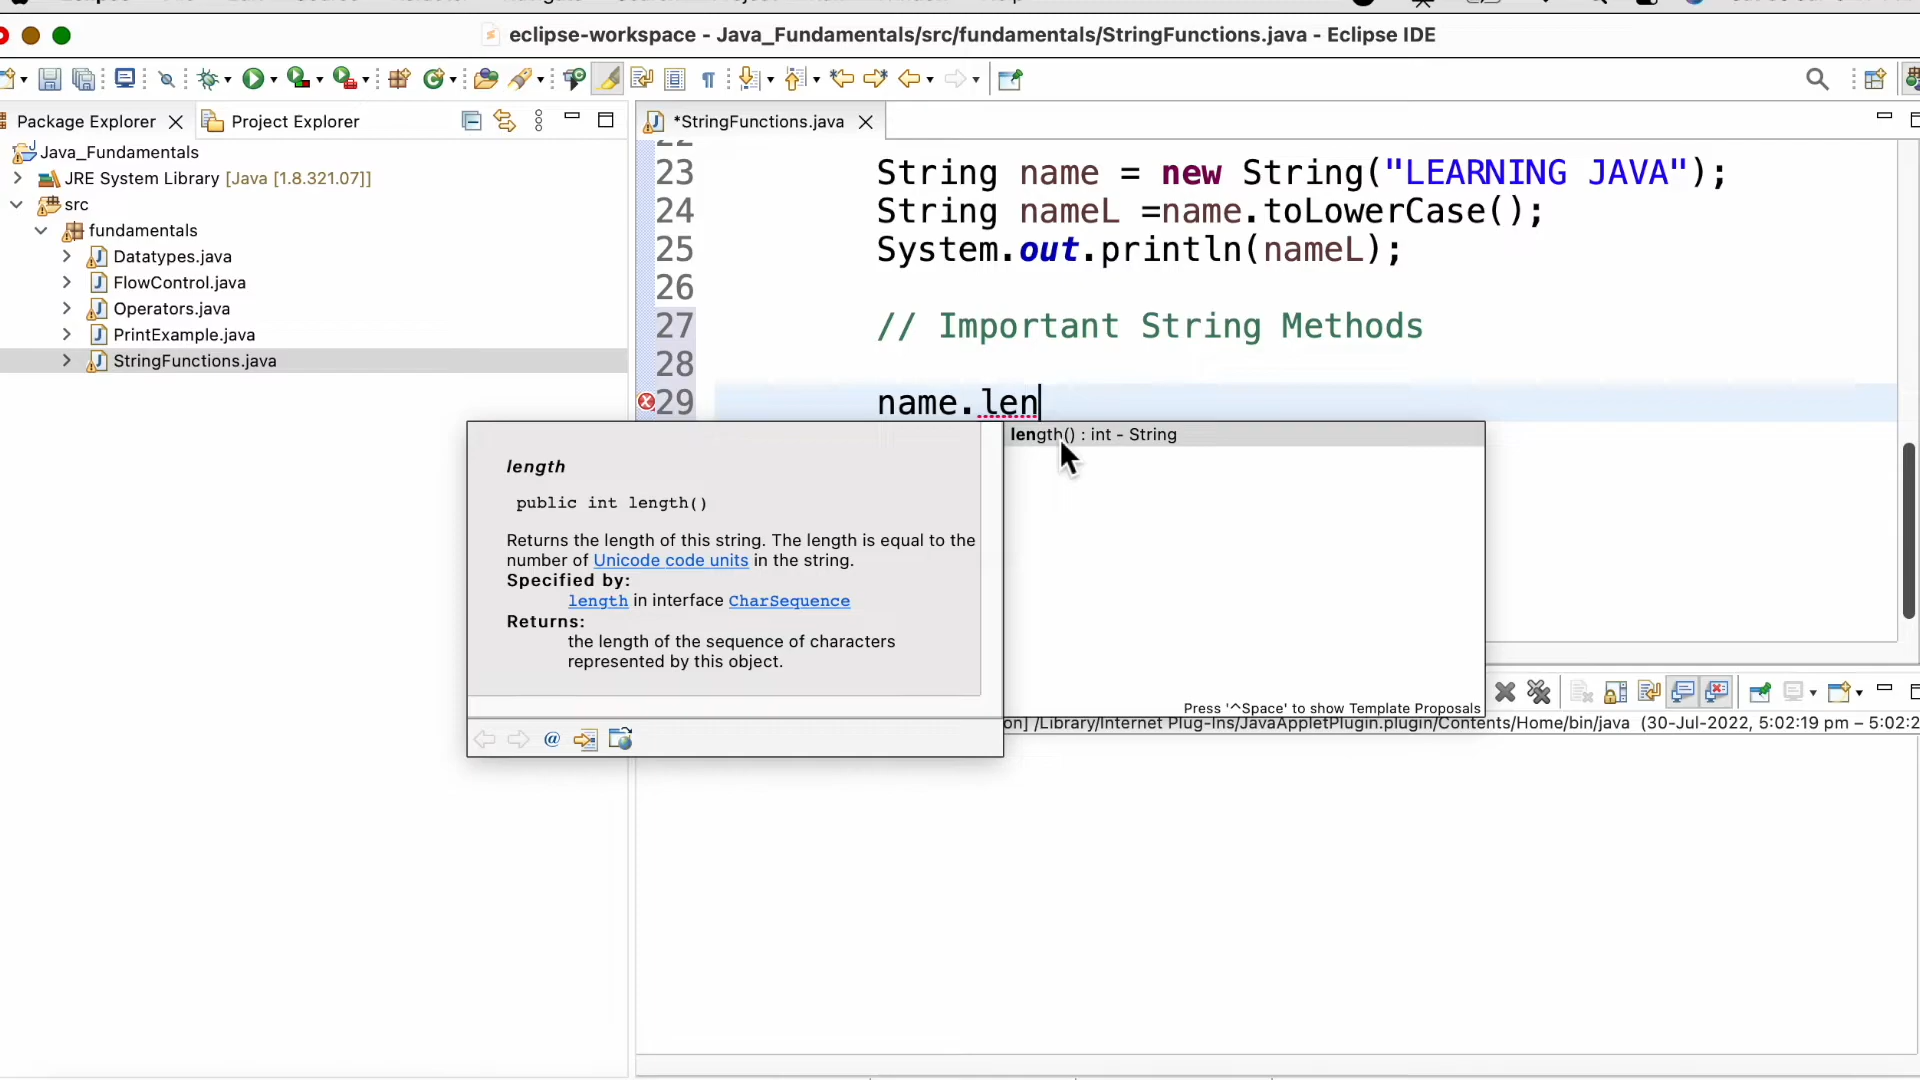 eclipse-workspace - Java_Fundamentals/src/fundamentals/StringFunctions.java - Eclipse IDE
Package Explorer
Project Explorer
*StringFunctions.java
Java_Fundamentals
JRE System Library [Java [1.8.321.07]]
src
fundamentals
Datatypes.java
FlowControl.java
Operators.java
PrintExample.java
StringFunctions.java
22
23 String name = new String("LEARNING JAVA");
24 String nameL =name.toLowerCase();
25 System.out.println(nameL);
26
27 // Important String Methods
28
29 name.len
length() : int - String
length
public int length()
Returns the length of this string. The length is equal to the
number of Unicode code units in the string.
Specified by:
length in interface CharSequence
Returns:
the length of the sequence of characters
represented by this object.
Press '^Space' to show Template Proposals
on] /Library/Internet Plug-Ins/JavaAppletPlugin.plugin/Contents/Home/bin/java (30-Jul-2022, 5:02:19 pm – 5:02:2